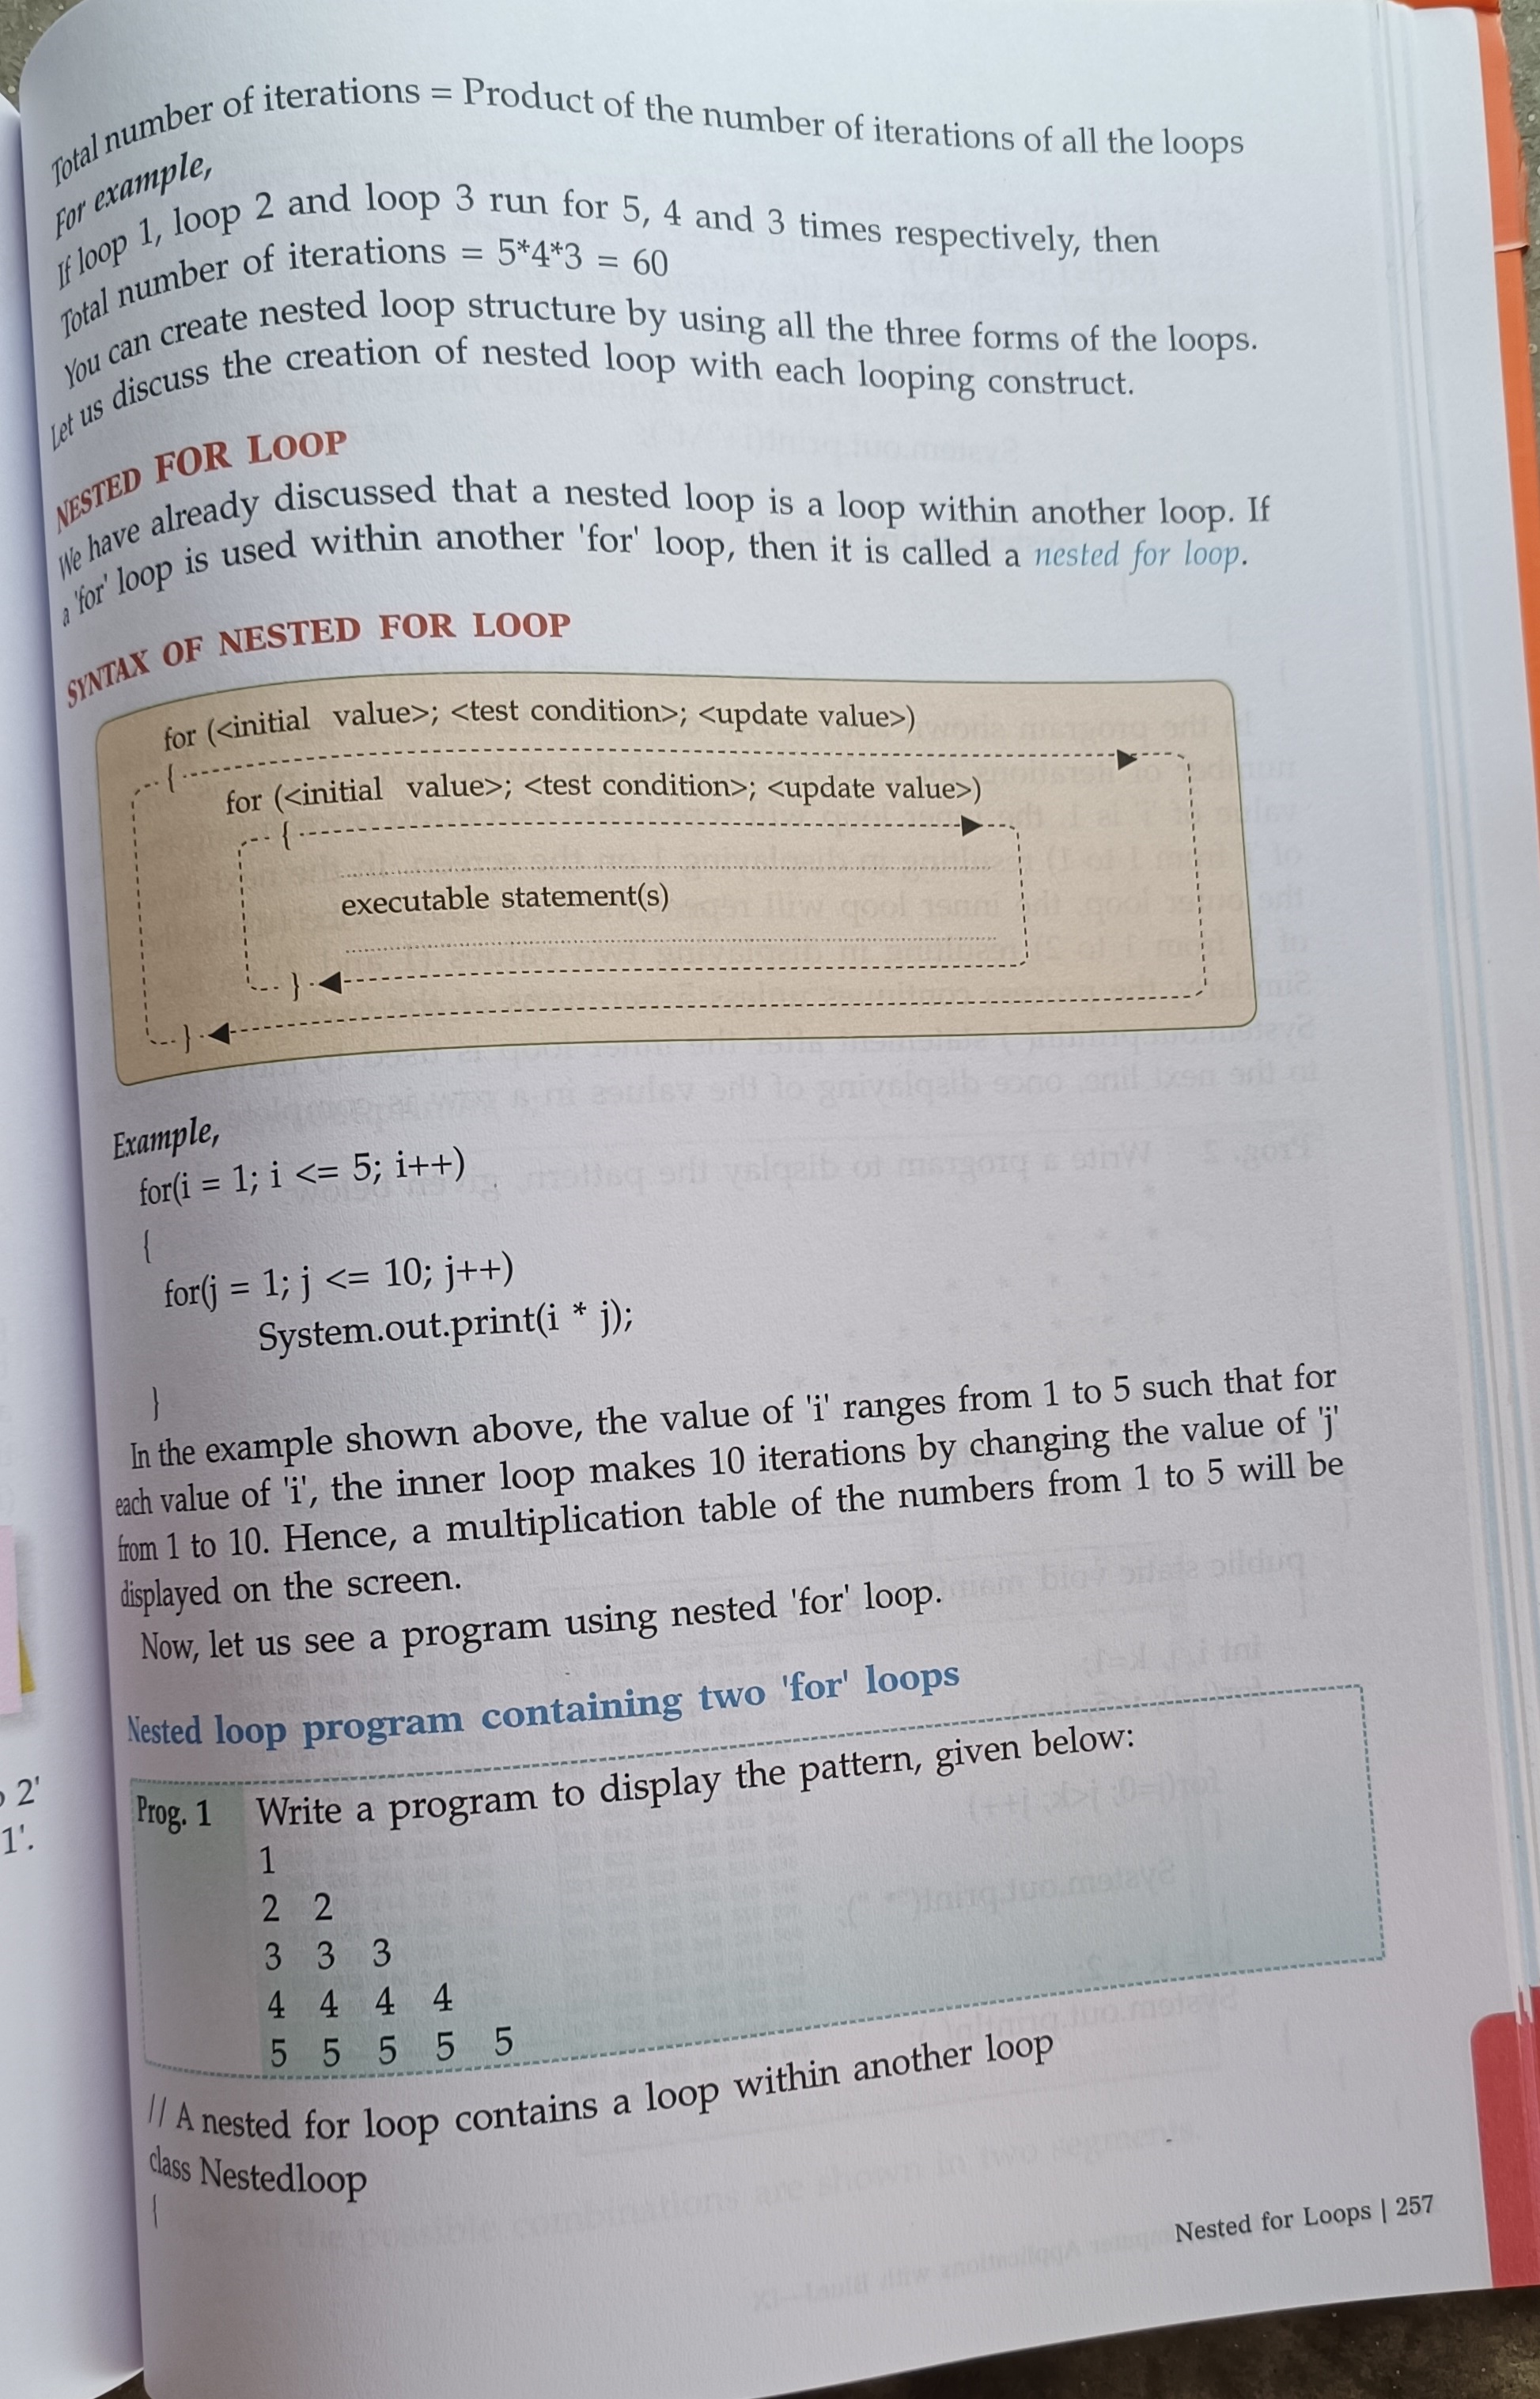 Total number of iterations = Product of the number of iterations of all the loops
For example,
If loop 1, loop 2 and loop 3 run for 5, 4 and 3 times respectively, then
Total number of iterations = 5*4*3 = 60
You can create nested loop structure by using all the three forms of the loops.
Let us discuss the creation of nested loop with each looping construct.
NESTED FOR LOOP
We have already discussed that a nested loop is a loop within another loop. If
a 'for' loop is used within another 'for' loop, then it is called a nested for loop.
SYNTAX OF NESTED FOR LOOP
for (<initial value>; <test condition>; <update value>)
{
for (<initial value>; <test condition>; <update value>)
{
executable statement(s)
}
}
Example,
for(i = 1; i <= 5; i++)
{
for(j = 1; j <= 10; j++)
System.out.print(i * j);
}
In the example shown above, the value of 'i' ranges from 1 to 5 such that for
each value of 'i', the inner loop makes 10 iterations by changing the value of 'j'
from 1 to 10. Hence, a multiplication table of the numbers from 1 to 5 will be
displayed on the screen.
Now, let us see a program using nested 'for' loop.
Nested loop program containing two 'for' loops
Prog. 1 Write a program to display the pattern, given below:
1
2 2
3 3 3
4 4 4 4
5 5 5 5 5
// A nested for loop contains a loop within another loop
class Nestedloop
{
Nested for Loops | 257
2'
1'.